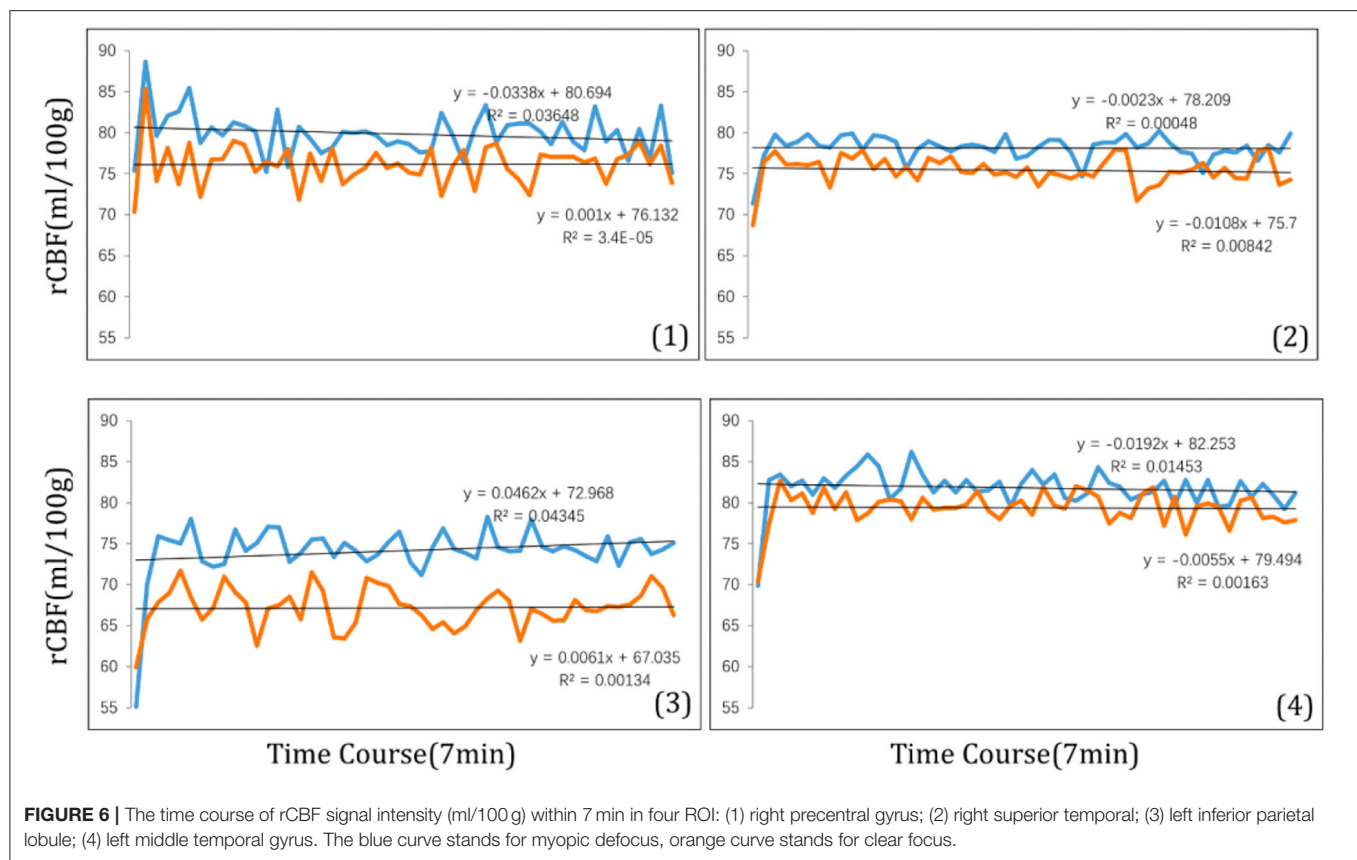 90
85
80
75
70
65
60
55
rCBF(ml/100g)
y = -0.0338x + 80.694
R² = 0.03648
y = 0.001x + 76.132
R² = 3.4E-05
(1)
90
85
80
75
70
65
60
55
y = -0.0023x + 78.209
R² = 0.00048
y = -0.0108x + 75.7
R² = 0.00842
(2)
90
85
80
75
70
65
60
55
rCBF(ml/100g)
y = 0.0462x + 72.968
R² = 0.04345
y = 0.0061x + 67.035
R² = 0.00134
(3)
Time Course(7min)
90
85
80
75
70
65
60
55
y = -0.0192x + 82.253
R² = 0.01453
y = -0.0055x + 79.494
R² = 0.00163
(4)
Time Course(7min)
FIGURE 6 | The time course of rCBF signal intensity (ml/100 g) within 7 min in four ROI: (1) right precentral gyrus; (2) right superior temporal; (3) left inferior parietal
lobule; (4) left middle temporal gyrus. The blue curve stands for myopic defocus, orange curve stands for clear focus.